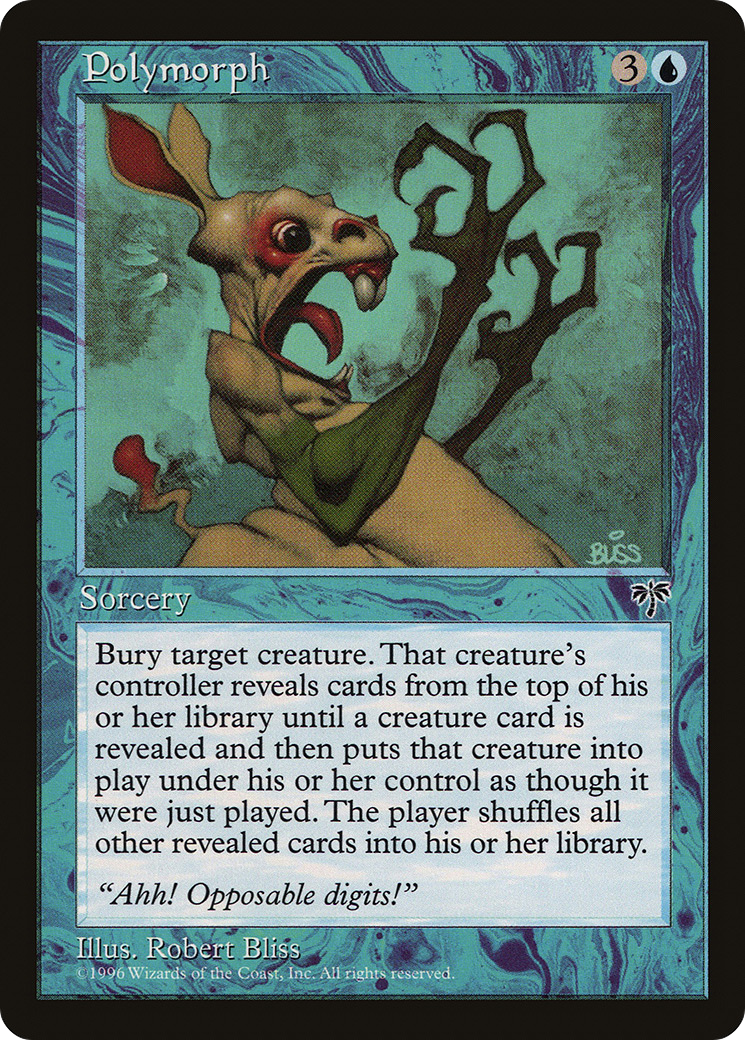 Polymorph
3
BLISS
Sorcery
Bury target creature. That creature's
controller reveals cards from the top of his
or her library until a creature card is
revealed and then puts that creature into
play under his or her control as though it
were just played. The player shuffles all
other revealed cards into his or her library.
"Ahh! Opposable digits!"
Illus. Robert Bliss
©1996 Wizards of the Coast, Inc. All rights reserved.